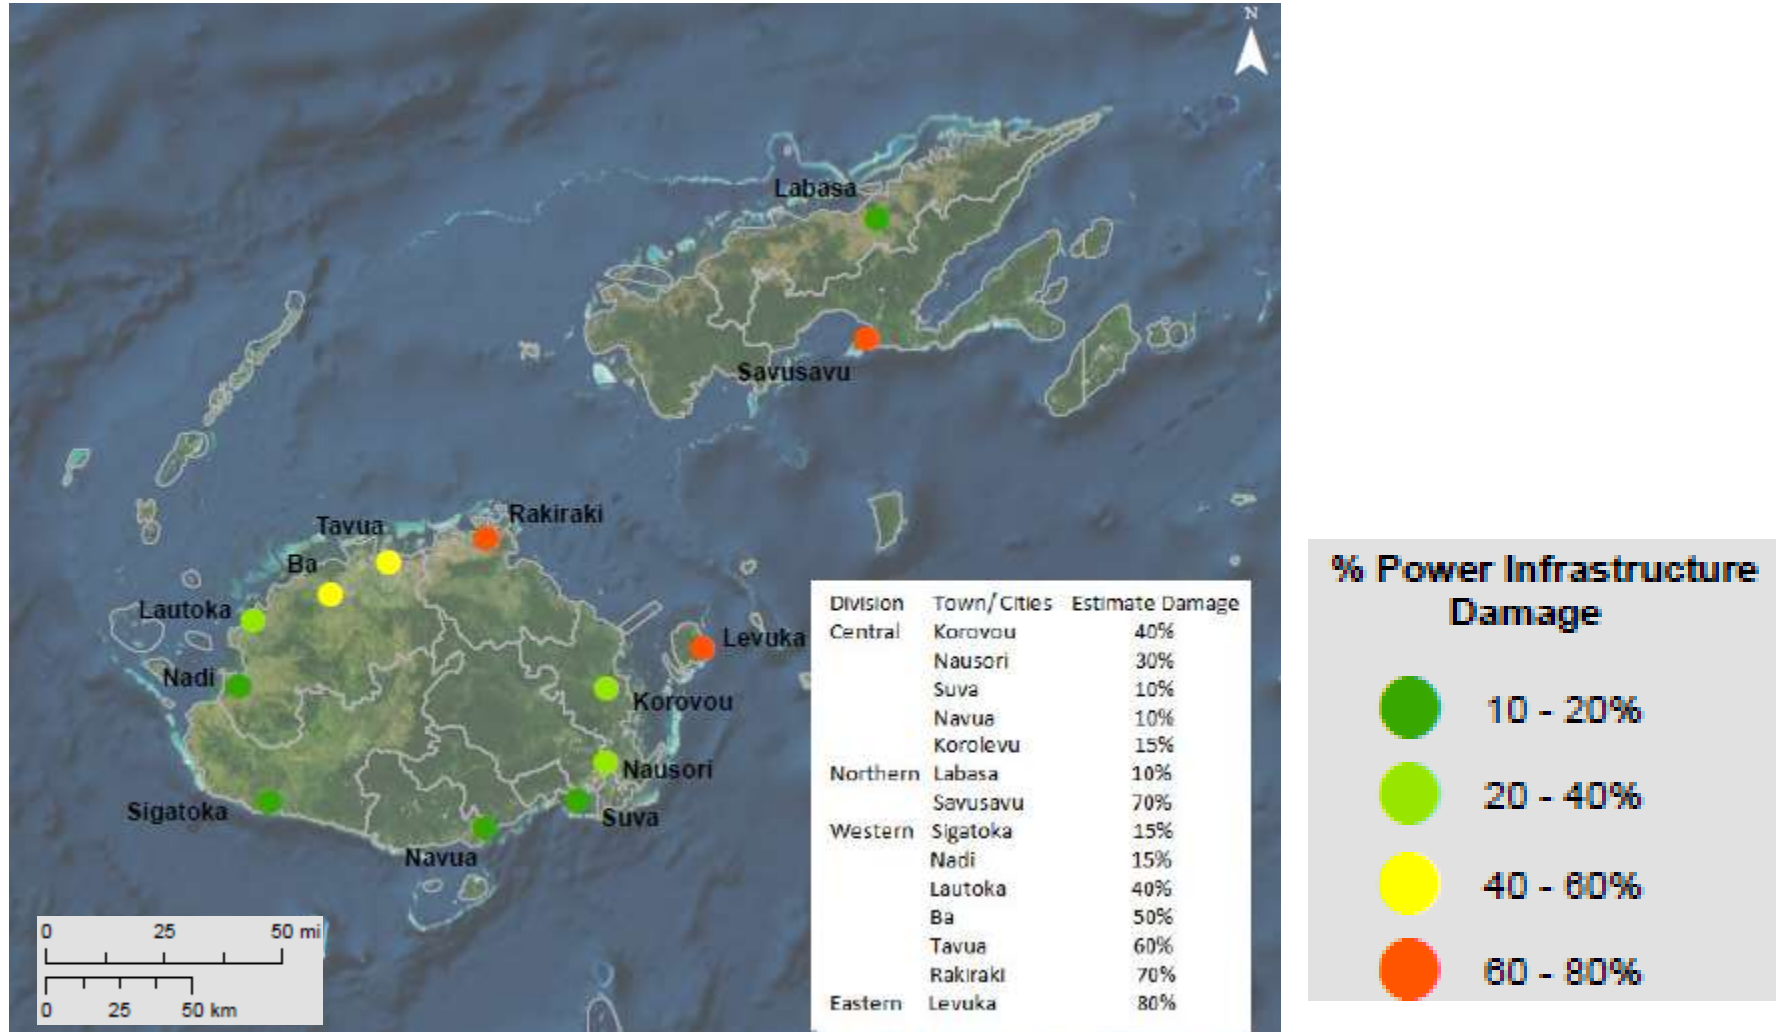 N
Labasa
Savusavu
Rakiraki
Tavua
Ba
Lautoka
Levuka
Nadi
Korovou
Nausori
Sigatoka
Suva
Navua
0 25 50 mi
0 25 50 km
Division Town/Cities Estimate Damage
Central Korovou 40%
Nausori 30%
Suva 10%
Navua 10%
Korolevu 15%
Northern Labasa 10%
Savusavu 70%
Western Sigatoka 15%
Nadi 15%
Lautoka 40%
Ba 50%
Tavua 60%
Rakiraki 70%
Eastern Levuka 80%
% Power Infrastructure
Damage
10 - 20%
20 - 40%
40 - 60%
60 - 80%